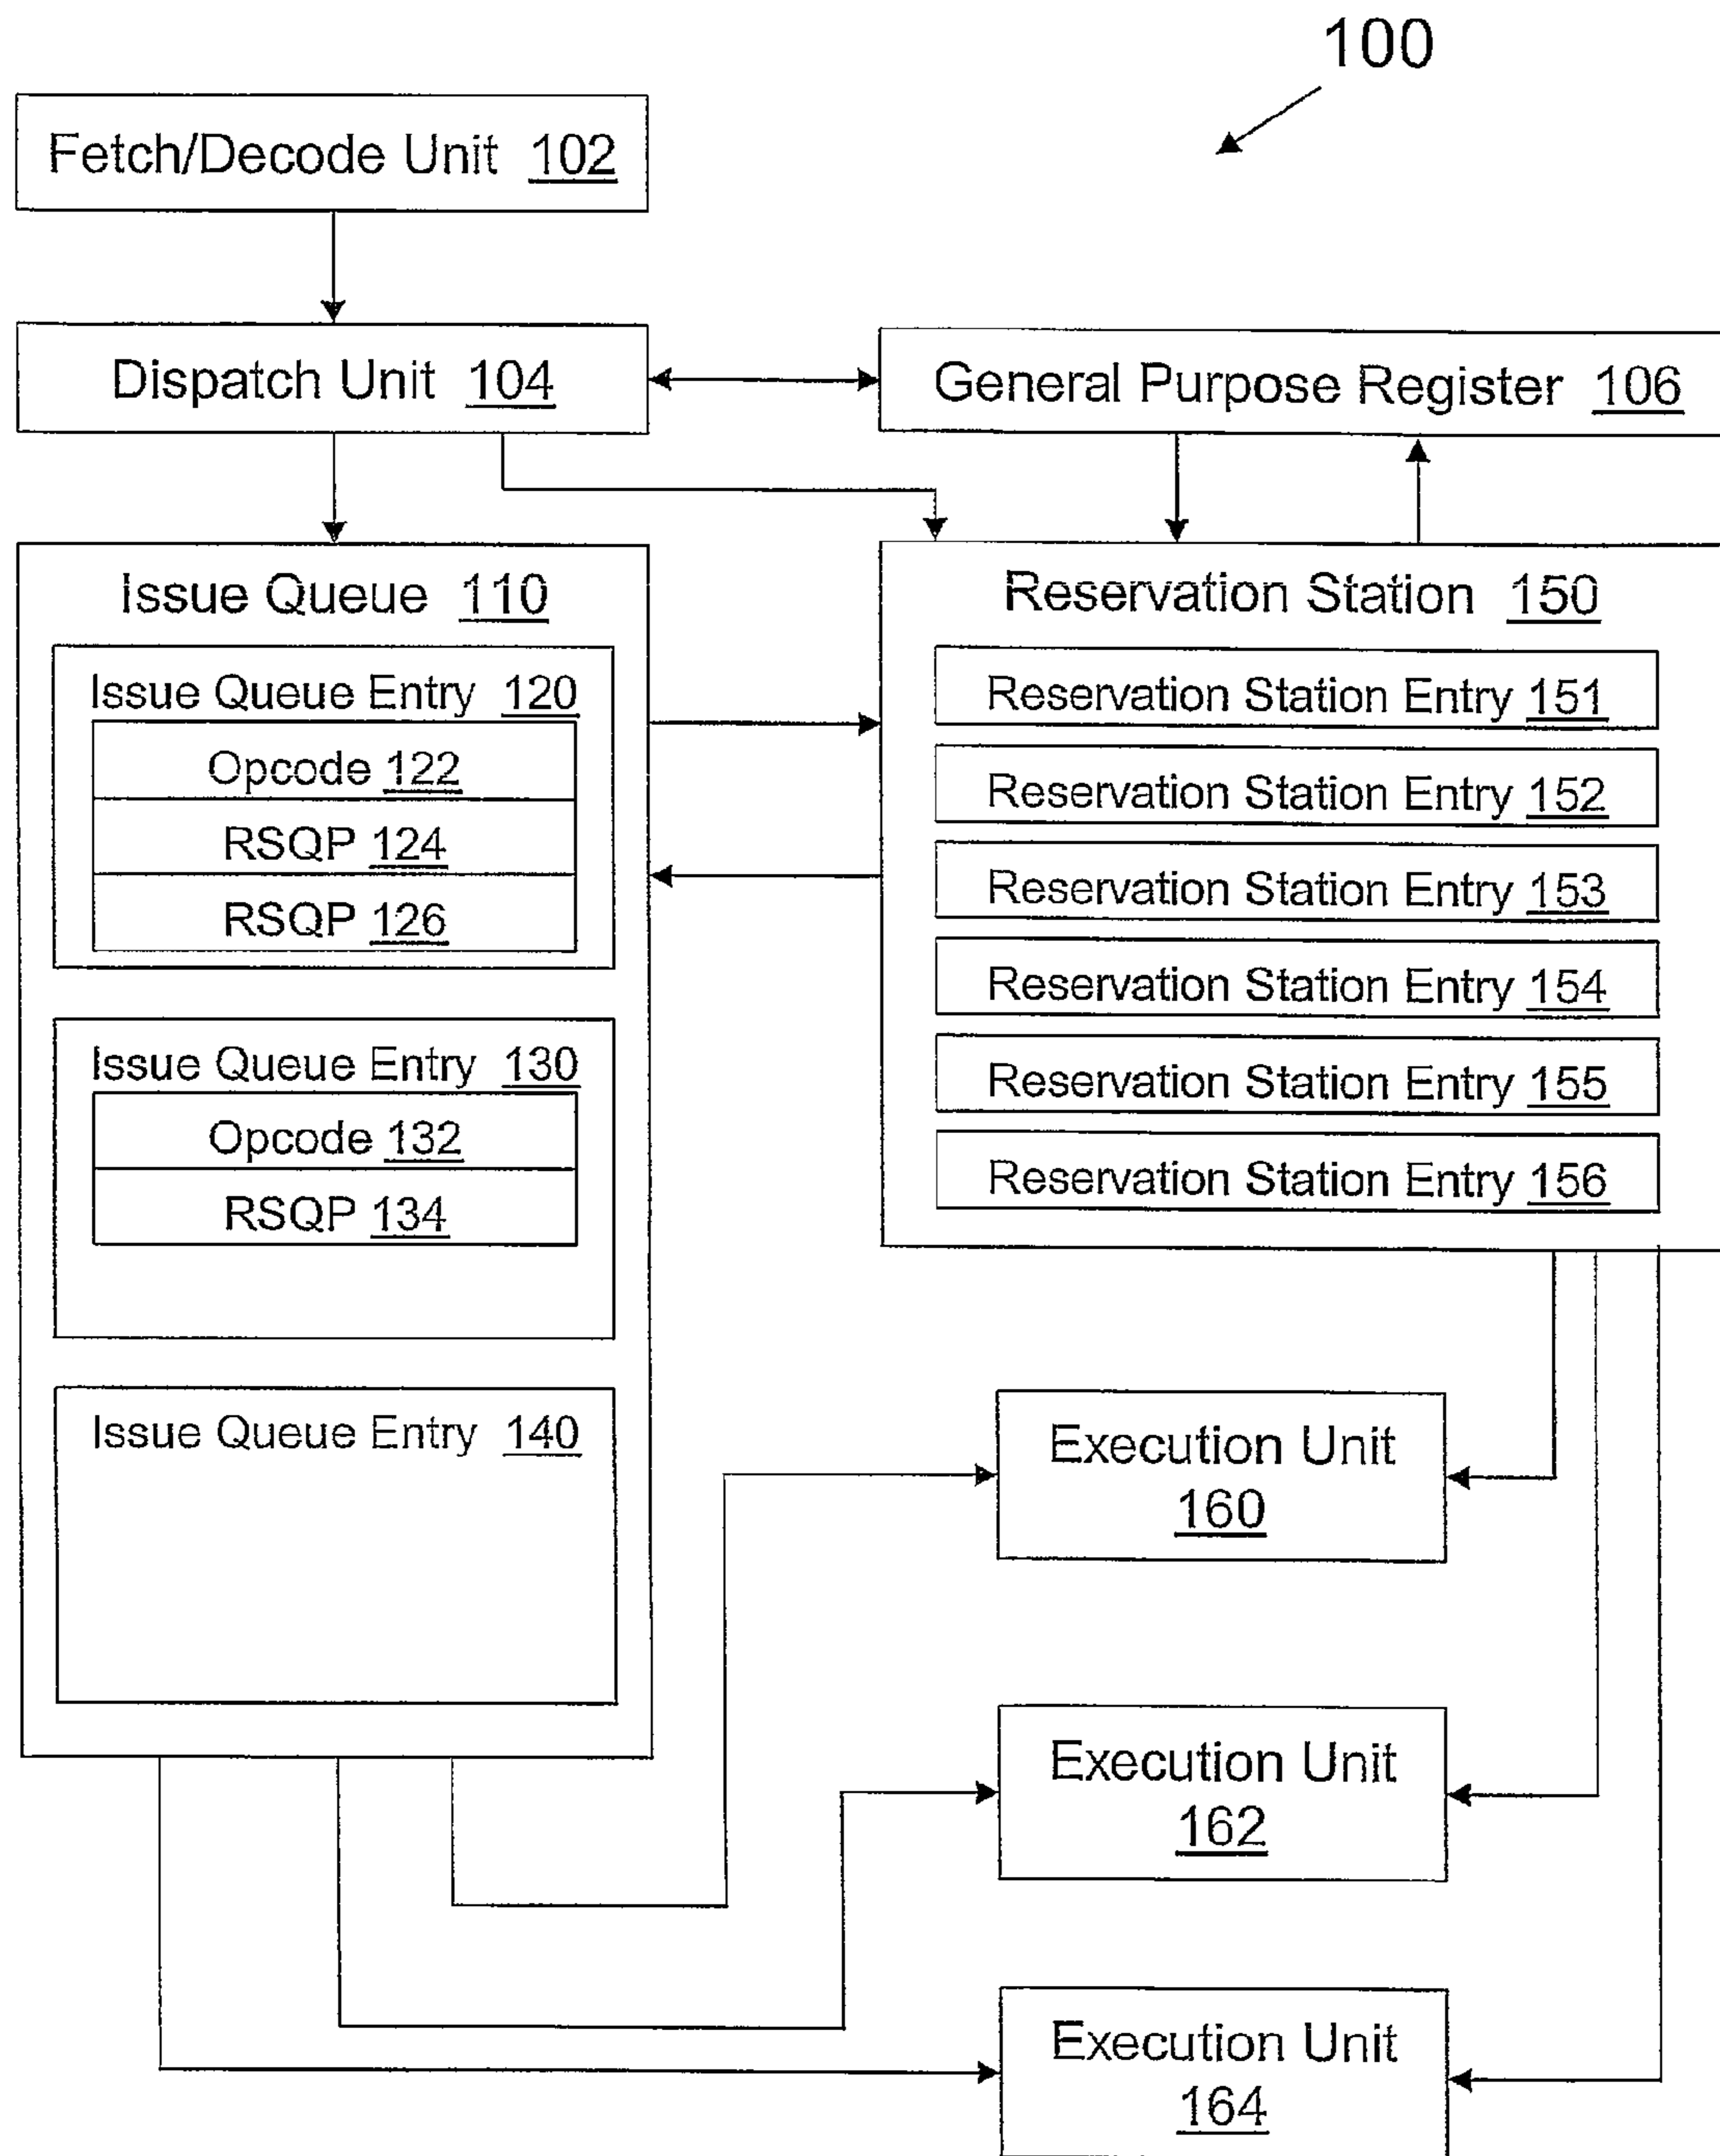 100
Fetch/Decode Unit 102
Dispatch Unit 104
General Purpose Register 106
Issue Queue 110
Issue Queue Entry 120
Opcode 122
RSQP 124
RSQP 126
Issue Queue Entry 130
Opcode 132
RSQP 134
Issue Queue Entry 140
Reservation Station 150
Reservation Station Entry 151
Reservation Station Entry 152
Reservation Station Entry 153
Reservation Station Entry 154
Reservation Station Entry 155
Reservation Station Entry 156
Execution Unit
160
Execution Unit
162
Execution Unit
164